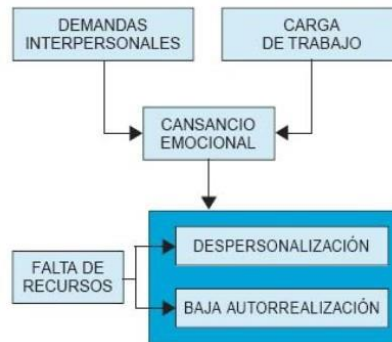 DEMANDAS
INTERPERSONALES
CARGA
DE TRABAJO
CANSANCIO
EMOCIONAL
DESPERSONALIZACIÓN
FALTA DE
RECURSOS
BAJA AUTORREALIZACIÓN